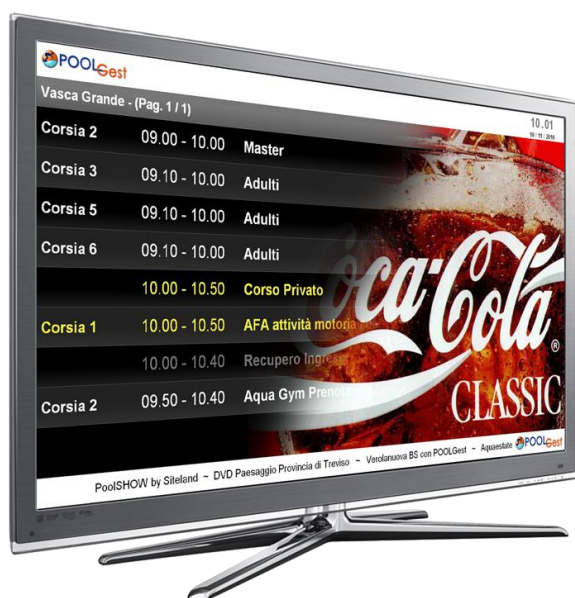 POOLGest
Vasca Grande - (Pag. 1 / 1)
10.01
10 / 11 / 2016
Corsia 2 09.00 - 10.00 Master
Corsia 3 09.10 - 10.00 Adulti
Corsia 5 09.10 - 10.00 Adulti
Corsia 6 09.10 - 10.00 Adulti
10.00 - 10.50 Corso Privato
Corsia 1 10.00 - 10.50 AFA attività motoria
10.00 - 10.40 Recupero Ingressi
Corsia 2 09.50 - 10.40 Aqua Gym Prenot
Coca-Cola
®
CLASSIC
PoolSHOW by Siteland ~ DVD Paesaggio Provincia di Treviso ~ Verolanuova BS con POOLGest ~ Aquaestate POOLGest